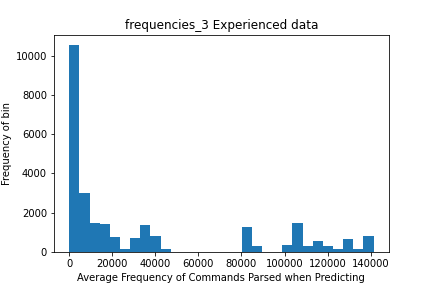 frequencies_3 Experienced data
Frequency of bin
10000
8000
6000
4000
2000
0
0 20000 40000 60000 80000 100000 120000 140000
Average Frequency of Commands Parsed when Predicting